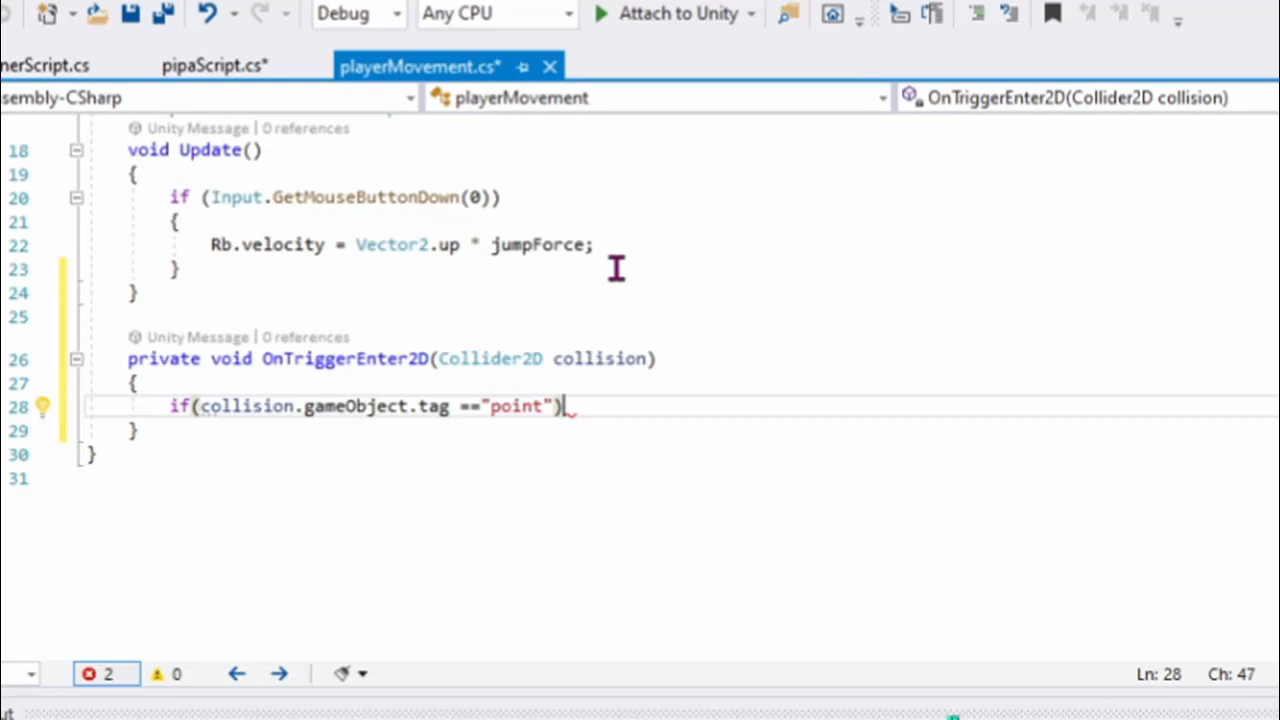 Debug Any CPU Attach to Unity
nerScript.cs pipaScript.cs* playerMovement.cs*
sembly-CSharp playerMovement OnTriggerEnter2D(Collider2D collision)
Unity Message | 0 references
18 void Update()
19 {
20 if (Input.GetMouseButtonDown(0))
21 {
22 Rb.velocity = Vector2.up * jumpForce;
23 }
24 }
25
Unity Message | 0 references
26 private void OnTriggerEnter2D(Collider2D collision)
27 {
28 if(collision.gameObject.tag =="point")
29 }
30 }
31
2 0 Ln: 28 Ch: 47
ut